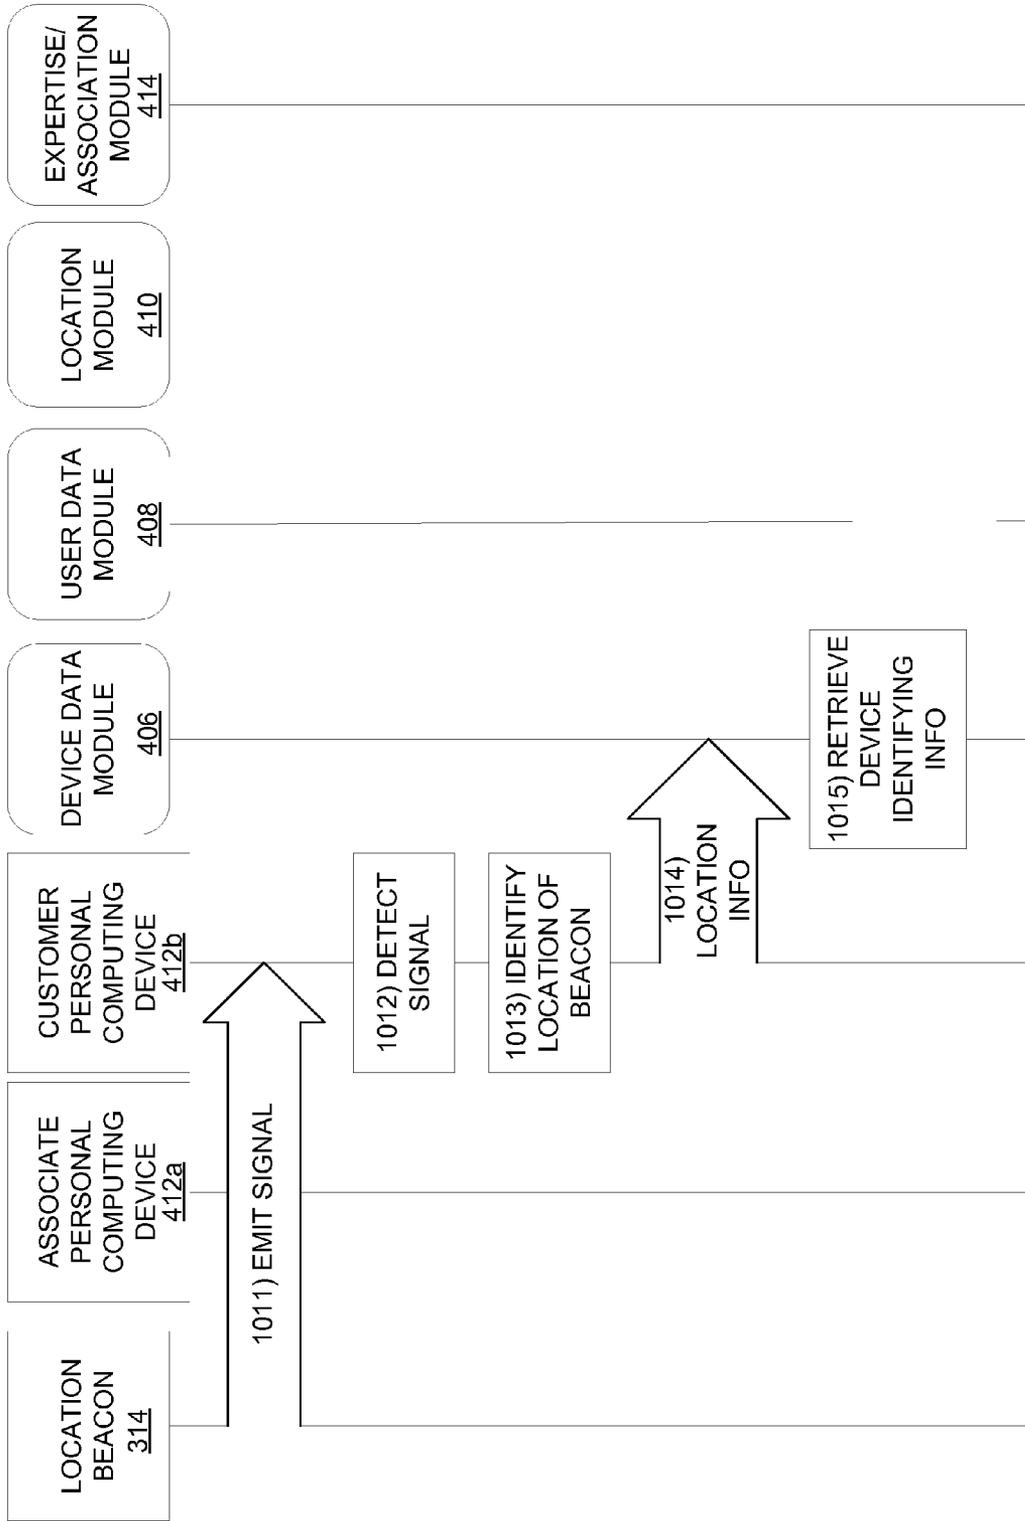 LOCATION
BEACON
314
ASSOCIATE
PERSONAL
COMPUTING
DEVICE
412a
CUSTOMER
PERSONAL
COMPUTING
DEVICE
412b
DEVICE DATA
MODULE
406
USER DATA
MODULE
408
LOCATION
MODULE
410
EXPERTISE/
ASSOCIATION
MODULE
414
1011) EMIT SIGNAL
1012) DETECT
SIGNAL
1013) IDENTIFY
LOCATION OF
BEACON
1014)
LOCATION
INFO
1015) RETRIEVE
DEVICE
IDENTIFYING
INFO